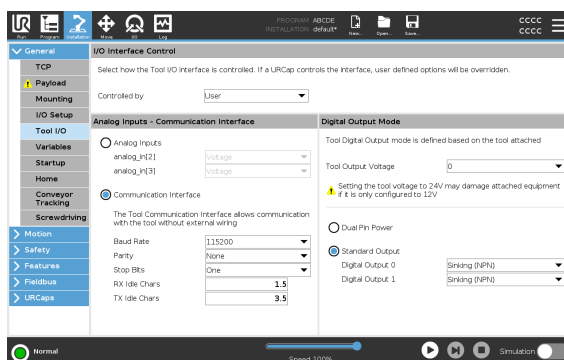 UR
PROGRAM ABCDE
INSTALLATION default*
CCCC
CCCC
Run Program Installation Move I/O Log New... Open... Save...
General
TCP
Payload
Mounting
I/O Setup
Tool I/O
Variables
Startup
Home
Conveyor
Tracking
Screwdriving
Motion
Safety
Features
Fieldbus
URCaps
I/O Interface Control
Select how the Tool I/O interface is controlled. If a URCap controls the interface, user defined options will be overridden.
Controlled by User
Analog Inputs - Communication Interface
Analog Inputs
analog_in[2] Voltage
analog_in[3] Voltage
Communication Interface
The Tool Communication Interface allows communication
with the tool without external wiring
Baud Rate 115200
Parity None
Stop Bits One
RX Idle Chars 1.5
TX Idle Chars 3.5
Digital Output Mode
Tool Digital Output mode is defined based on the tool attached
Tool Output Voltage 0
Setting the tool voltage to 24V may damage attached equipment
if it is only configured to 12V
Dual Pin Power
Standard Output
Digital Output 0 Sinking (NPN)
Digital Output 1 Sinking (NPN)
Normal
Speed 100%
Simulation